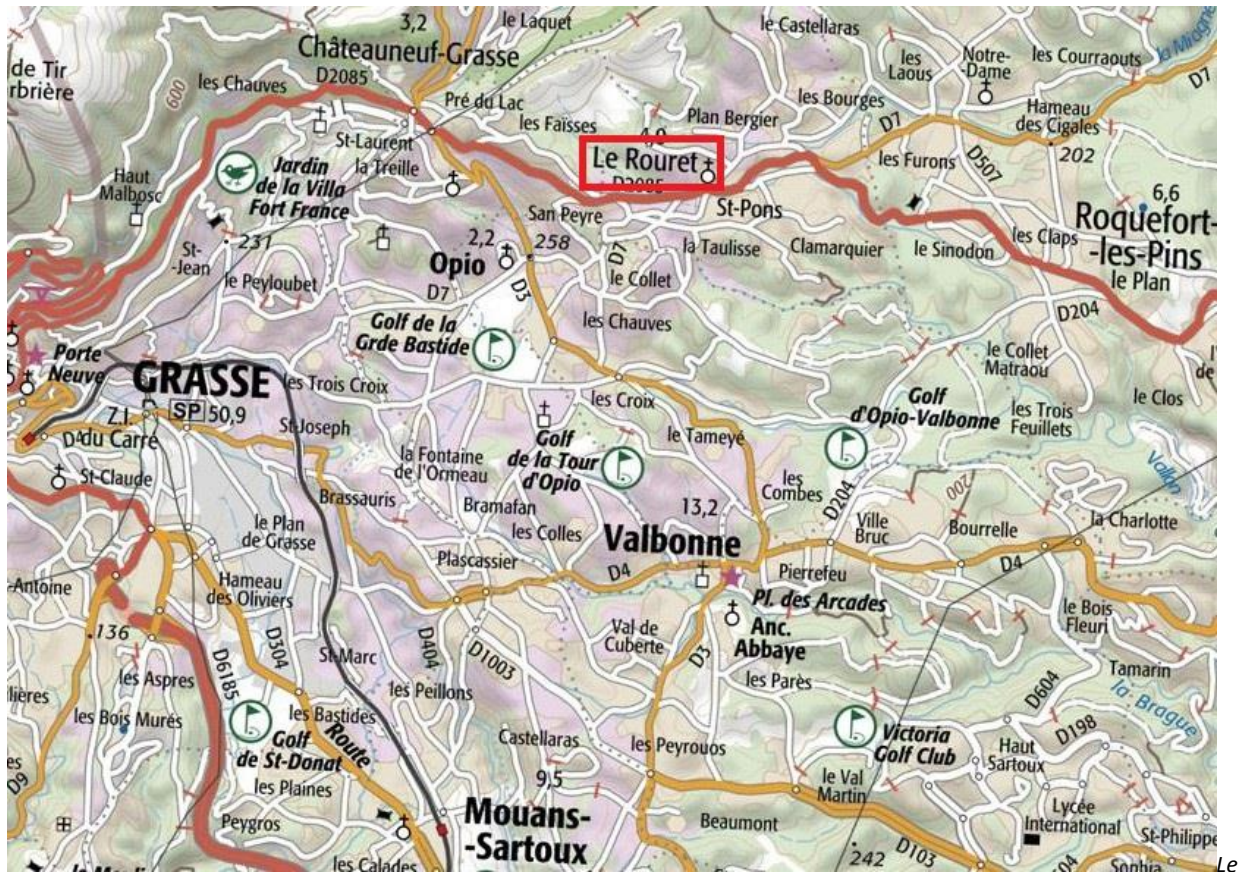 3,2
le Laquet
le Castellaras
la Miagne
Châteauneuf-Grasse
les Laous
Notre-
-Dame
les Courraouts
de Tir
rbrière
les Chauves
D2085
D7
600
Pré du Lac
les Bourges
Hameau
des Cigales
Plan Bergier
les Faïsses
D7
St-Laurent
4,0
la Treille
Le Rouret
D2085
les Furons
D507
202
Haut
Malbosc
Jardin
de la Villa
Fort France
6,6
San Peyre
St-Pons
Roquefort-
-les-Pins
le Plan
St-
-Jean
231
2,2
258
Opio
D7
la Taulisse
Clamarquier
le Sinodon
les Claps
le Peyloubet
D7
D3
le Collet
D204
Golf de la
Grde Bastide
les Chauves
Porte
Neuve
GRASSE
les Trois Croix
le Collet
Matraou
les Croix
Golf
d'Opio-Valbonne
les Trois
Feuillets
le Clos
Z.I.
du Carré
SP 50,9
D4
St-Joseph
Golf
de la Tour
d'Opio
le Tameyé
St-Claude
la Fontaine
de l'Ormeau
Vallon
les
Combes
D204
200
Brassauris
Bramafan
13,2
le Plan
de Grasse
les Colles
Ville
Bruc
Bourrelle
la Charlotte
Valbonne
Plascassier
D4
D4
Pierrefeu
-Antoine
Hameau
des Oliviers
Pl. des Arcades
Anc.
Abbaye
le Bois
Fleuri
136
D304
D404
D1003
Val de
Cuberte
D3
St-Marc
Tamarin
les Aspres
D6185
les Peillons
les Parès
D604
la Brague
llières
les Bois Murés
les Bastides
Golf
de St-Donat
Route
Castellaras
les Peyrouos
Victoria
Golf Club
D198
Haut
Sartoux
D9
les Plaines
9,5
le Val
Martin
Peygros
Mouans-
-Sartoux
Beaumont
Lycée
International
St-Philippe
les Calades
242
D103
Sophia
Le